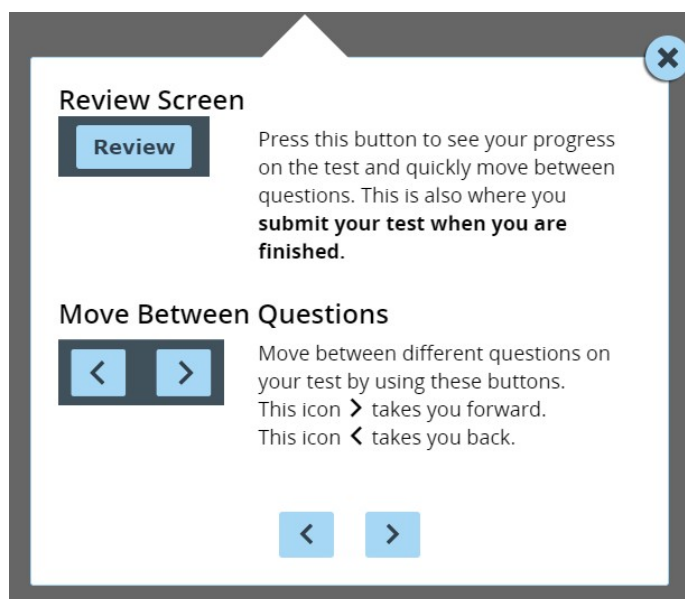 Review Screen
Review
Press this button to see your progress
on the test and quickly move between
questions. This is also where you
submit your test when you are
finished.
Move Between Questions
Move between different questions on
your test by using these buttons.
This icon > takes you forward.
This icon < takes you back.